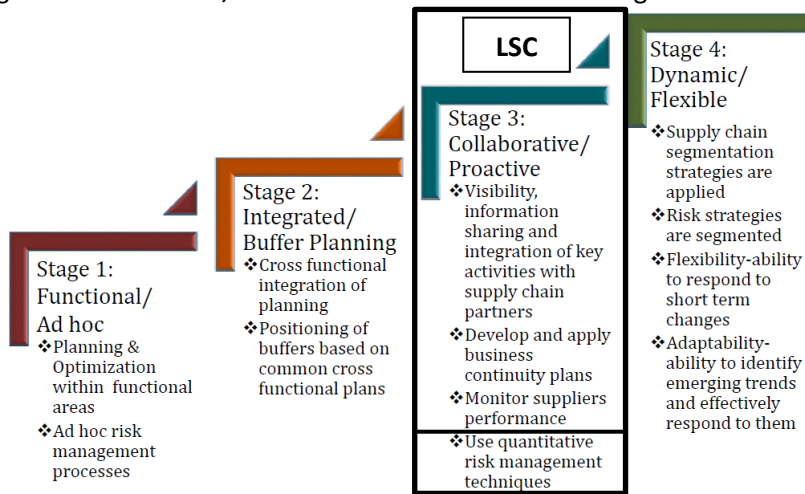 LSC
Stage 1:
Functional/
Ad hoc
❖Planning &
Optimization
within functional
areas
❖Ad hoc risk
management
processes
Stage 2:
Integrated/
Buffer Planning
❖Cross functional
integration of
planning
❖Positioning of
buffers based on
common cross
functional plans
Stage 3:
Collaborative/
Proactive
❖Visibility,
information
sharing and
integration of key
activities with
supply chain
partners
❖Develop and apply
business
continuity plans
❖Monitor suppliers
performance
❖Use quantitative
risk management
techniques
Stage 4:
Dynamic/
Flexible
❖Supply chain
segmentation
strategies are
applied
❖Risk strategies
are segmented
❖Flexibility-ability
to respond to
short term
changes
❖Adaptability-
ability to identify
emerging trends
and effectively
respond to them